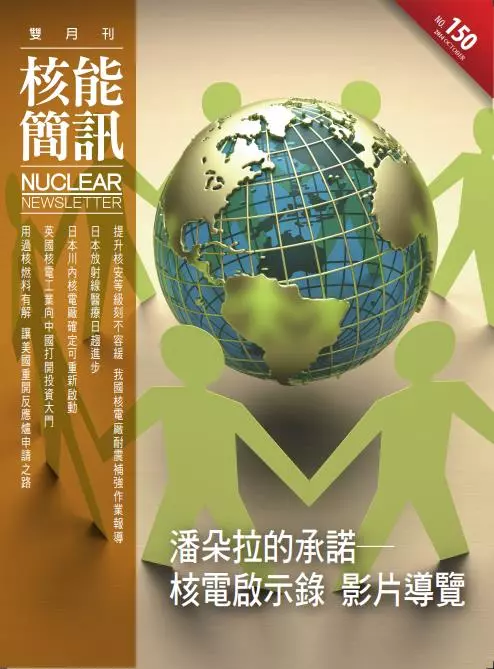 雙月刊
NO. 150
2014 OCTOBER
核能
簡訊
NUCLEAR
NEWSLETTER
提升核安等級刻不容緩 我國核電廠耐震補強作業報導
日本放射線醫療日趨進步
日本川內核電廠確定可重新啟動
英國核電工業向中國打開投資大門
用過核燃料有解 讓美國重開反應爐申請之路
潘朵拉的承諾──
核電啟示錄 影片導覽